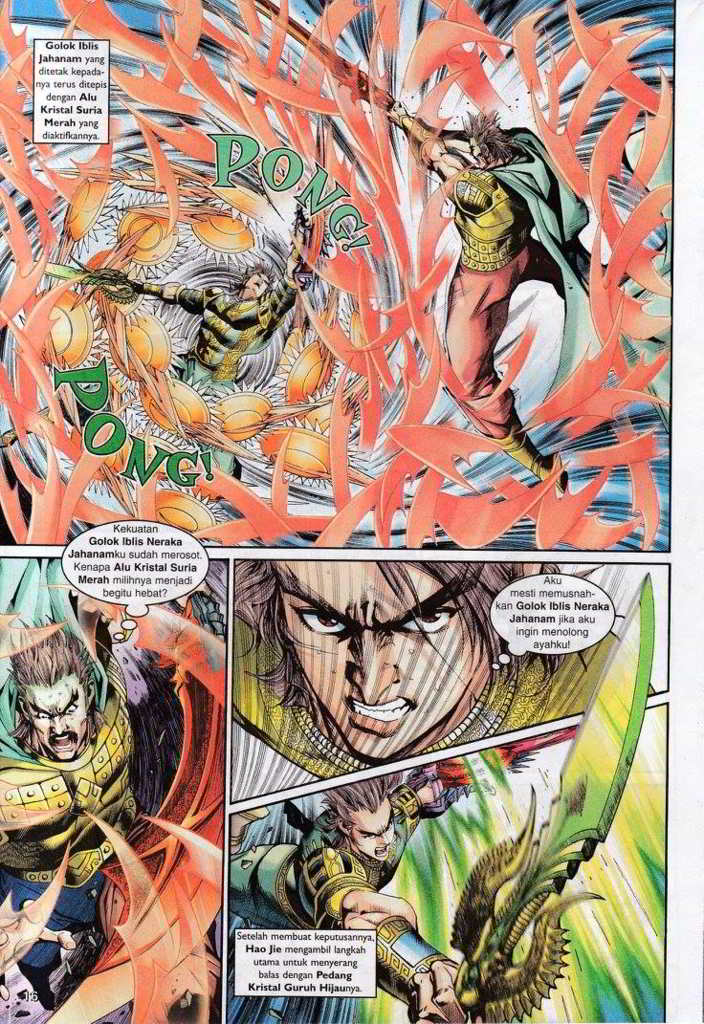 Golok Iblis
Jahanam yang
ditetak kepada-
nya terus ditepis
dengan Alu
Kristal Suria
Merah yang
diaktifkannya.
PONG
PONG!
PONG!
Kekuatan
Golok Iblis Neraka
Jahanamku sudah merosot.
Kenapa Alu Kristal Suria
Merah milihnya menjadi
begitu hebat?
Aku
mesti memusnah-
kan Golok Iblis Neraka
Jahanam jika aku
ingin menolong
ayahku!
Setelah membuat keputusannya,
Hao Jie mengambil langkah
utama untuk menyerang
balas dengan Pedang
Kristal Guruh Hijaunya.